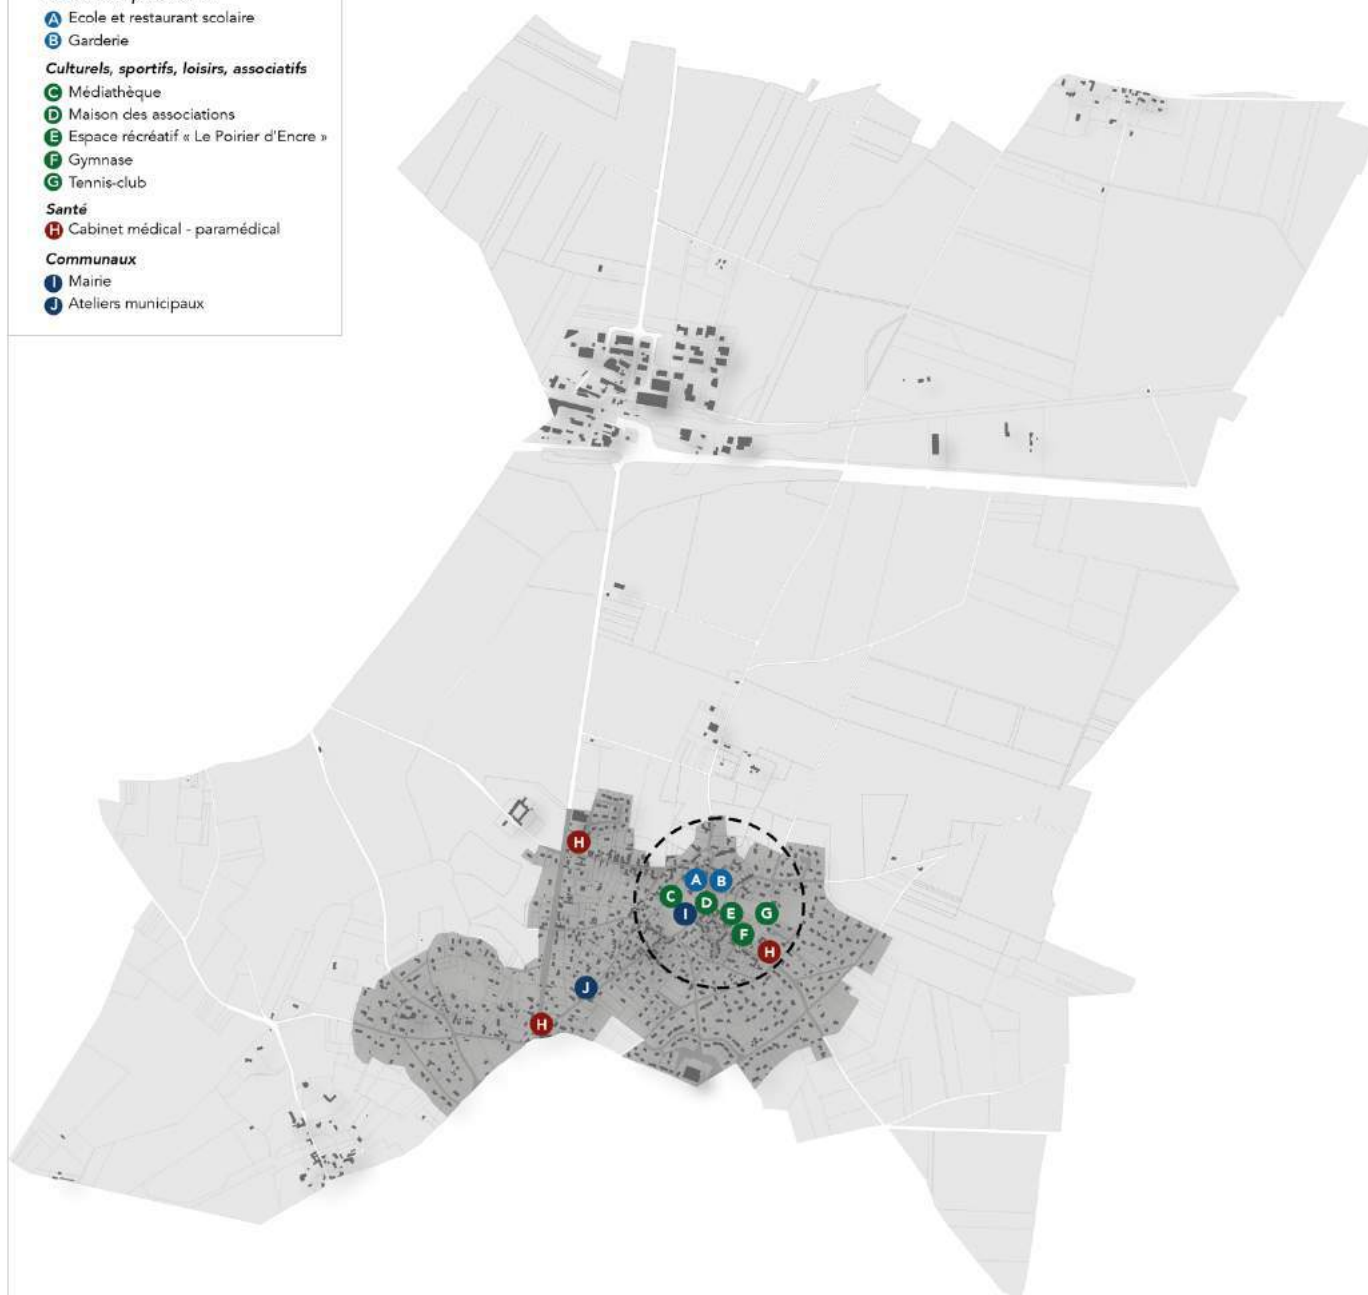 A Ecole et restaurant scolaire
B Garderie
Culturels, sportifs, loisirs, associatifs
C Médiathèque
D Maison des associations
E Espace récréatif « Le Poirier d'Encre »
F Gymnase
G Tennis-club
Santé
H Cabinet médical - paramédical
Communaux
I Mairie
J Ateliers municipaux
H
A B
C D
I E G
F
H
J
H